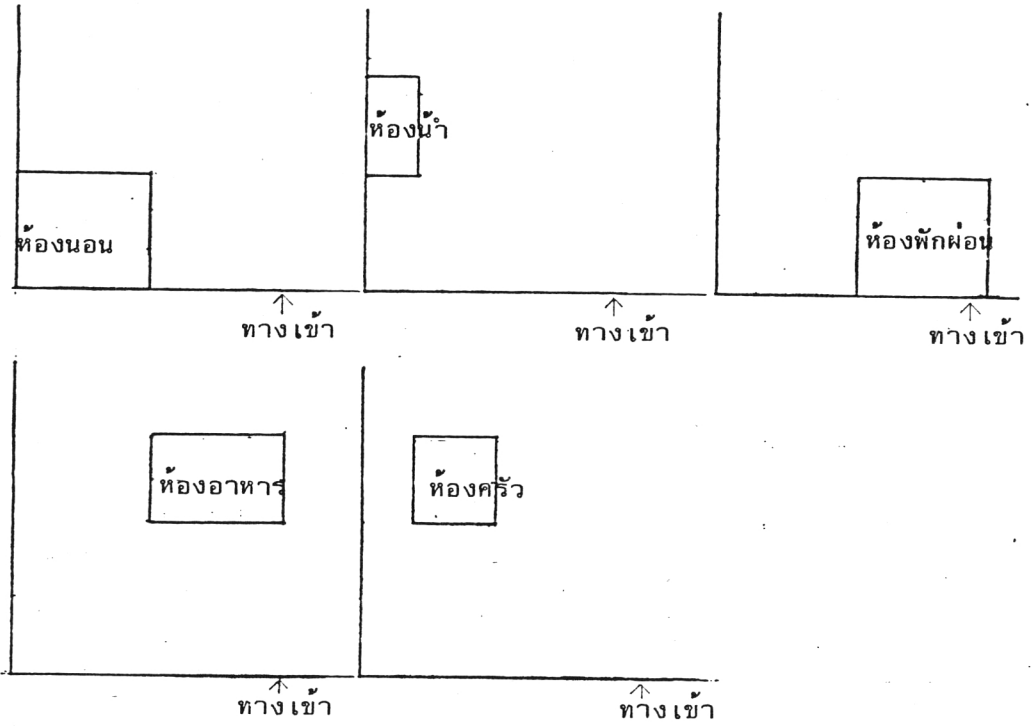 ห้องน้ำ
ห้องนอน
ห้องพักผ่อน
ทางเข้า
ทางเข้า
ทางเข้า
ห้องอาหาร
ห้องครัว
ทางเข้า
ทางเข้า